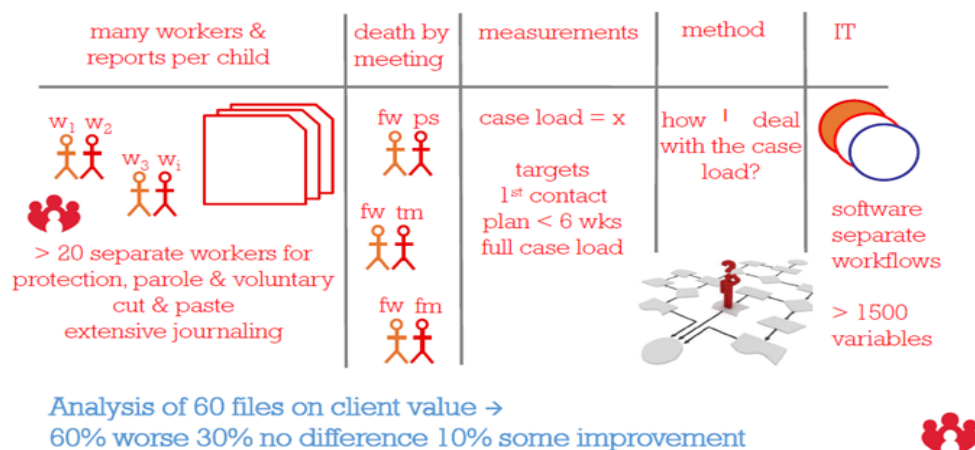 many workers &
reports per child
death by
meeting
measurements
method
IT
w1 w2
w3 wi
> 20 separate workers for
protection, parole & voluntary
cut & paste
extensive journaling
fw ps
fw tm
fw fm
case load = x
targets
1st contact
plan < 6 wks
full case load
how I deal
with the case
load?
software
separate
workflows
> 1500
variables
Analysis of 60 files on client value →
60% worse 30% no difference 10% some improvement